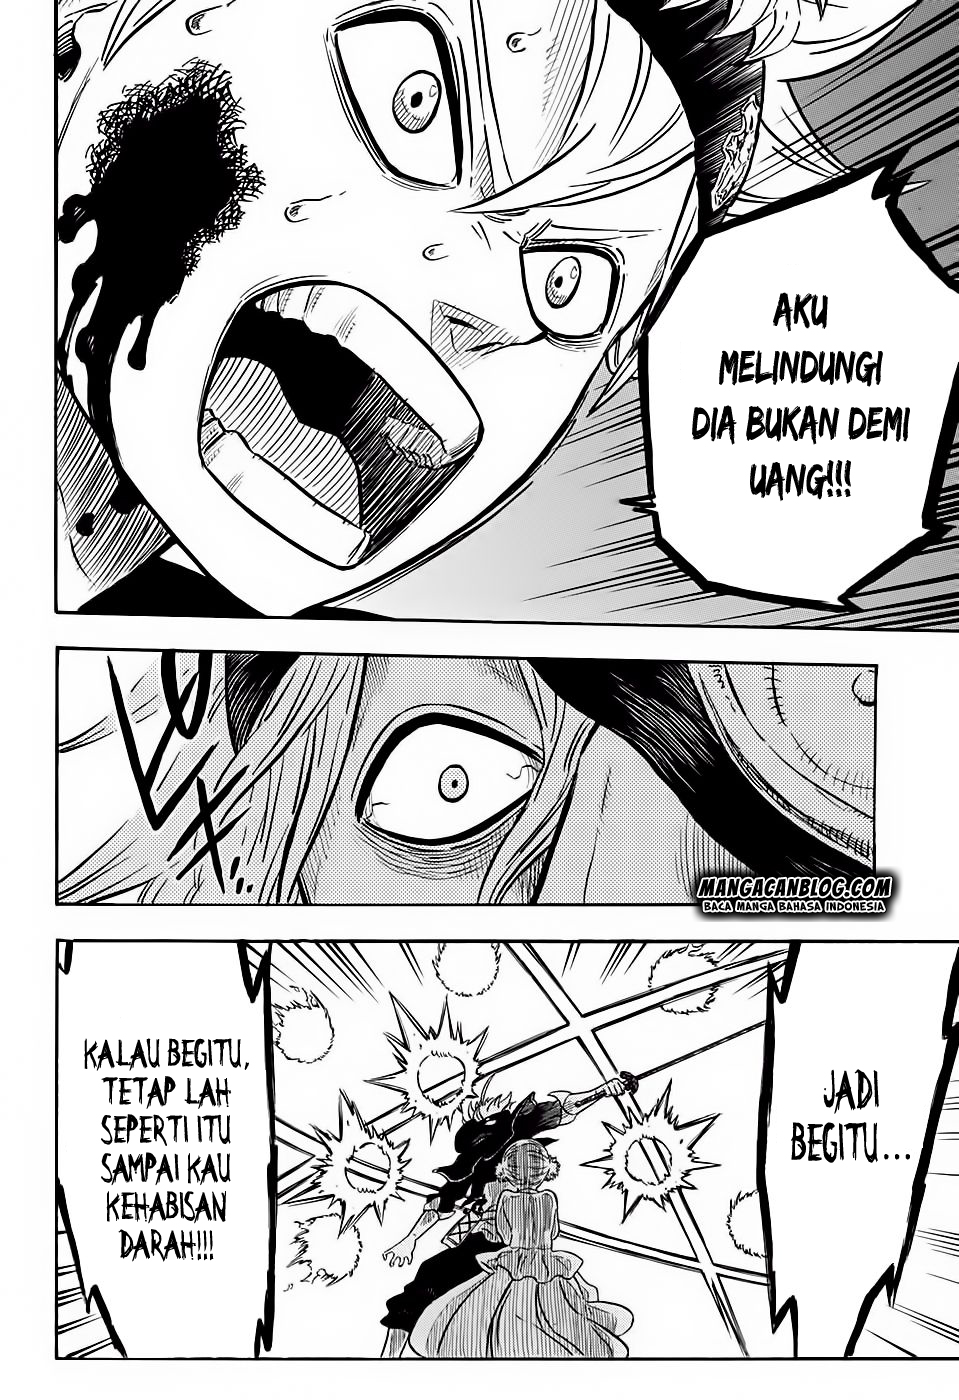 AKU
MELINDUNGI
DIA BUKAN DEMI
UANG!!!
MANGACANBLOG.COM
BACA MANGA BAHASA INDONESIA
JADI
BEGITU...
KALAU BEGITU,
TETAP LAH
SEPERTI ITU
SAMPAI KAU
KEHABISAN
DARAH!!!